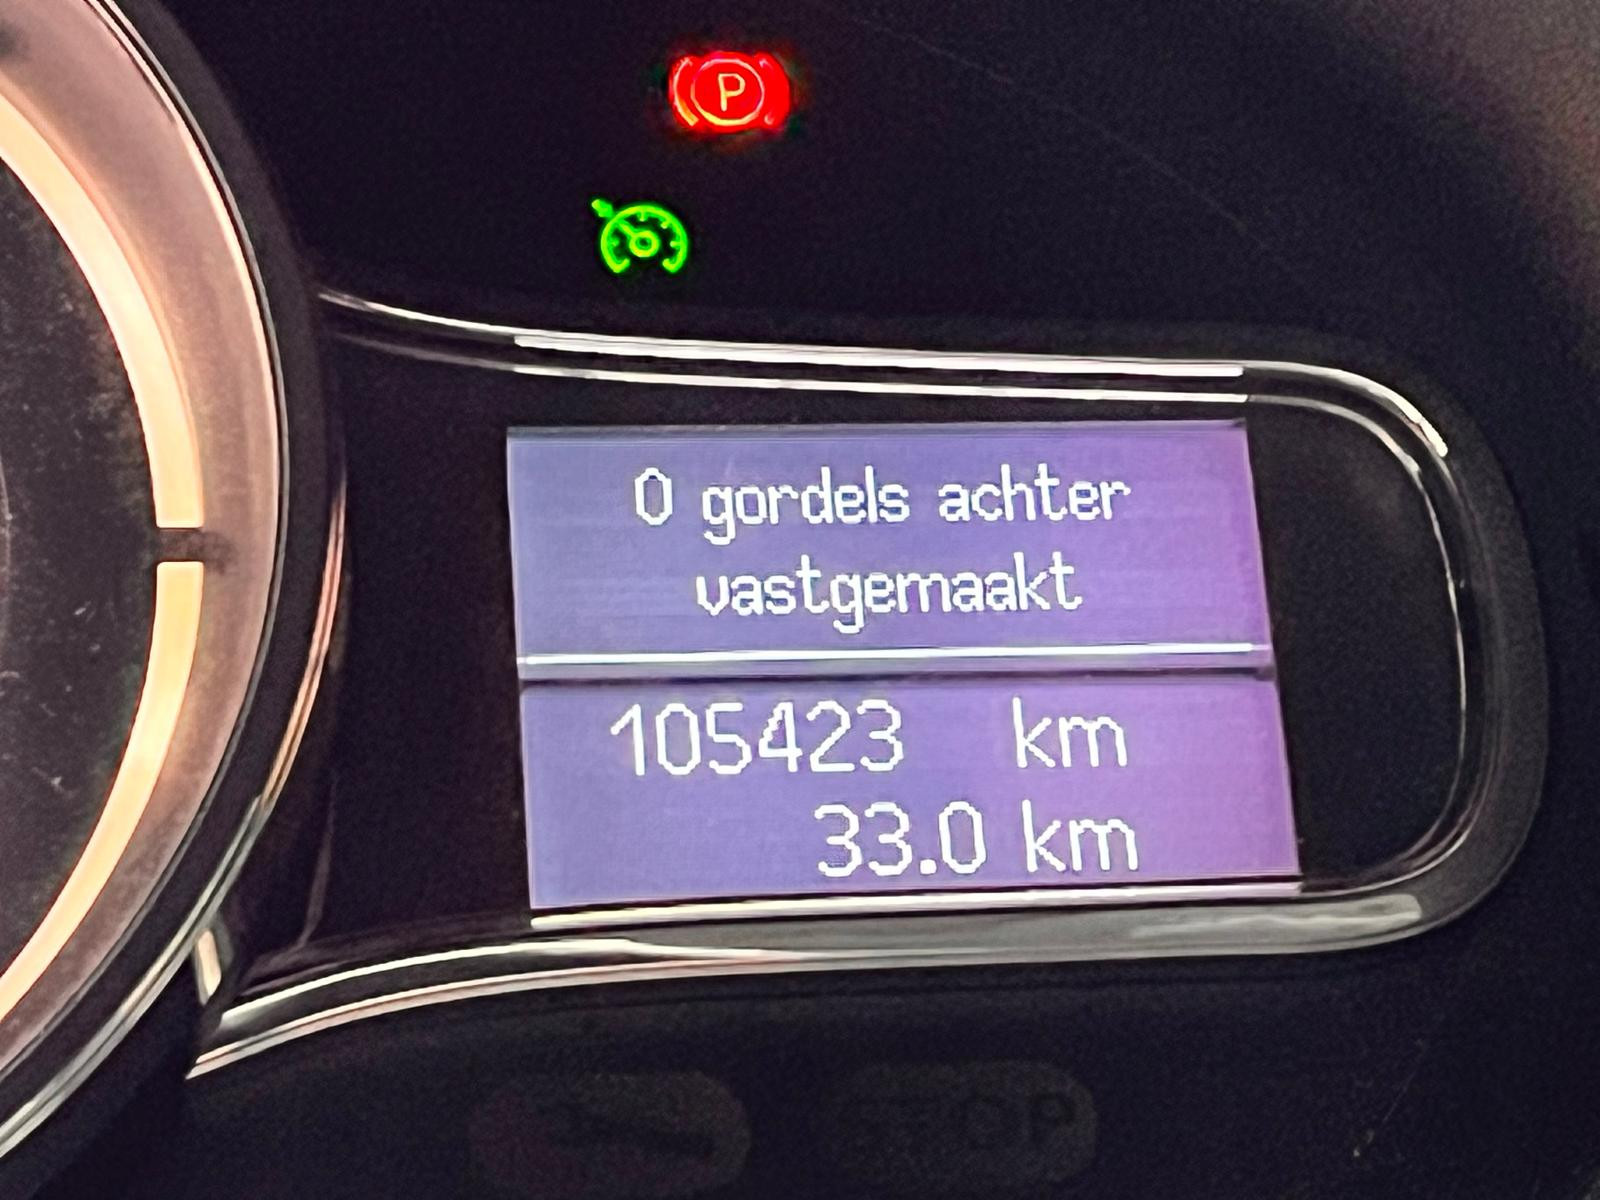 P
0 gordels achter
vastgemaakt
105423 km
33.0 km